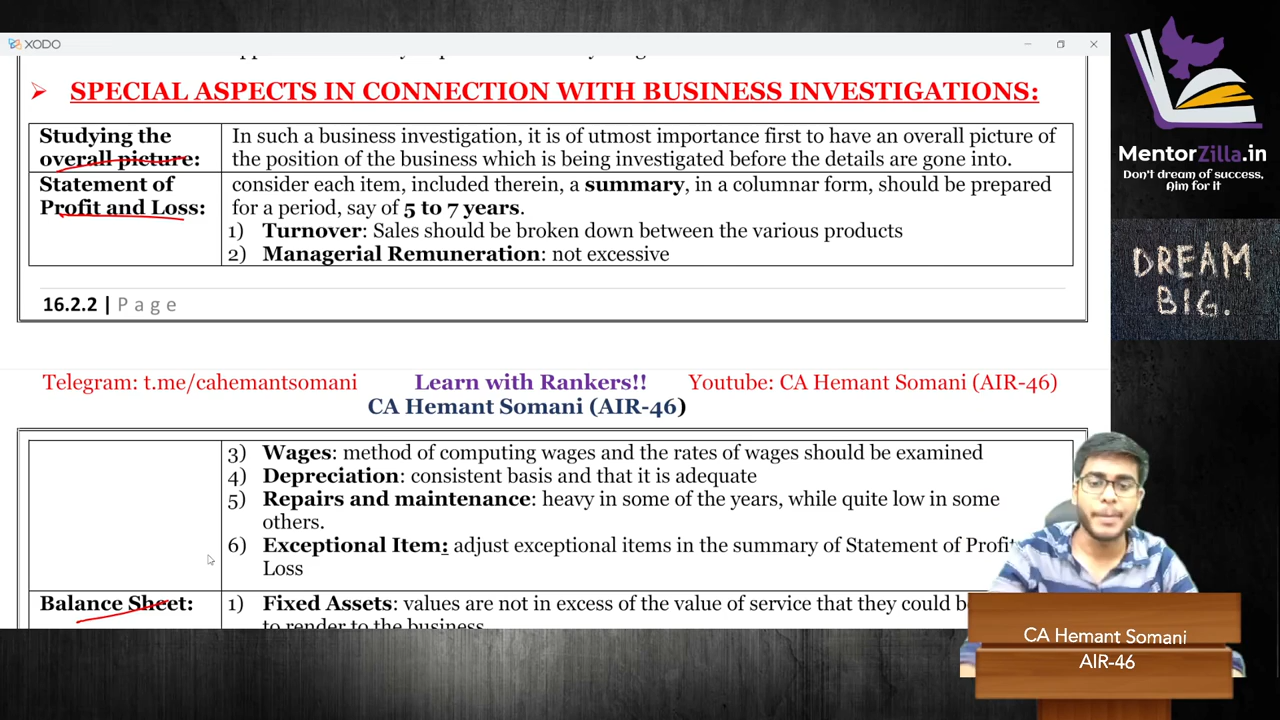 XODO
SPECIAL ASPECTS IN CONNECTION WITH BUSINESS INVESTIGATIONS:
Studying the
overall picture:
In such a business investigation, it is of utmost importance first to have an overall picture of
the position of the business which is being investigated before the details are gone into.
Statement of
Profit and Loss:
consider each item, included therein, a summary, in a columnar form, should be prepared
for a period, say of 5 to 7 years.
1) Turnover: Sales should be broken down between the various products
2) Managerial Remuneration: not excessive
16.2.2 | Page
Telegram: t.me/cahemantsomani Learn with Rankers!! Youtube: CA Hemant Somani (AIR-46)
CA Hemant Somani (AIR-46)
3) Wages: method of computing wages and the rates of wages should be examined
4) Depreciation: consistent basis and that it is adequate
5) Repairs and maintenance: heavy in some of the years, while quite low in some
others.
6) Exceptional Item: adjust exceptional items in the summary of Statement of Profit
Loss
Balance Sheet:
1) Fixed Assets: values are not in excess of the value of service that they could
to render to the business
MentorZilla.in
Don't dream of success,
Aim for it
DREAM
BIG.
CA Hemant Somani
AIR-46